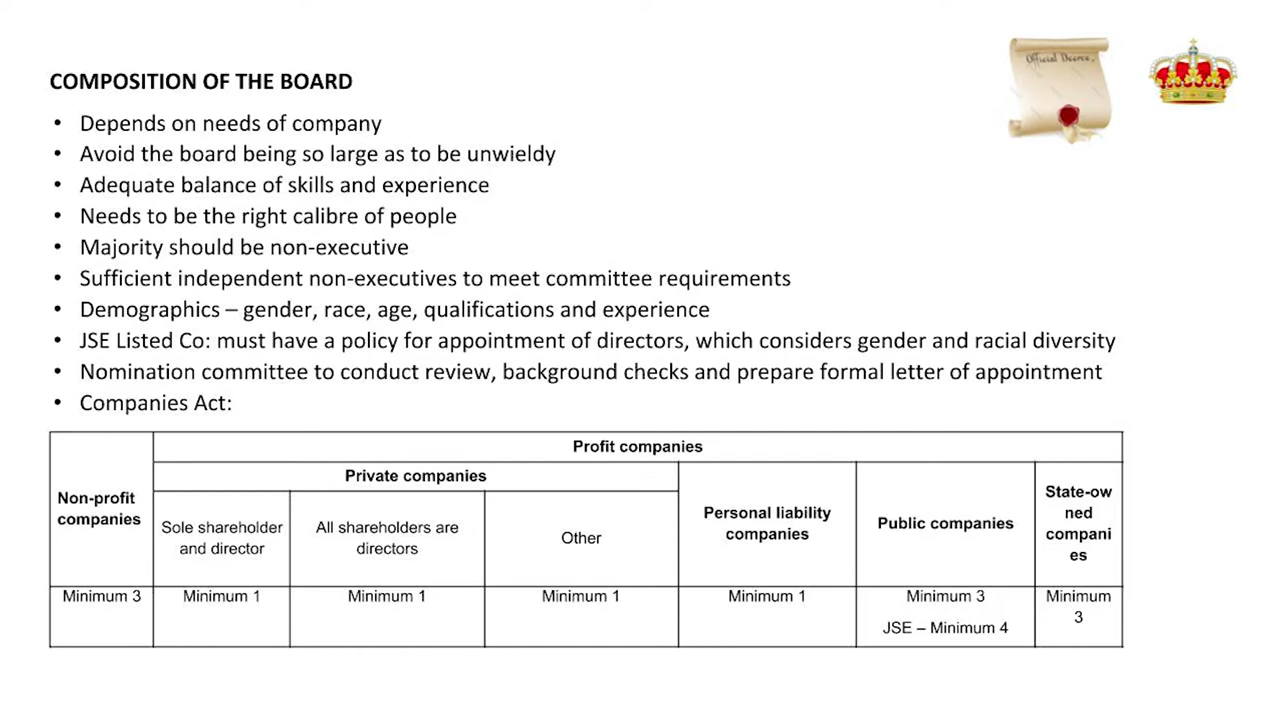 Official Decree.
COMPOSITION OF THE BOARD
• Depends on needs of company
• Avoid the board being so large as to be unwieldy
• Adequate balance of skills and experience
• Needs to be the right calibre of people
• Majority should be non-executive
• Sufficient independent non-executives to meet committee requirements
• Demographics – gender, race, age, qualifications and experience
• JSE Listed Co: must have a policy for appointment of directors, which considers gender and racial diversity
• Nomination committee to conduct review, background checks and prepare formal letter of appointment
• Companies Act:
Non-profit
companies
Profit companies
Private companies
Sole shareholder
and director
All shareholders are
directors
Other
Personal liability
companies
Public companies
State-ow
ned
compani
es
Minimum 3
Minimum 1
Minimum 1
Minimum 1
Minimum 1
Minimum 3
JSE – Minimum 4
Minimum
3